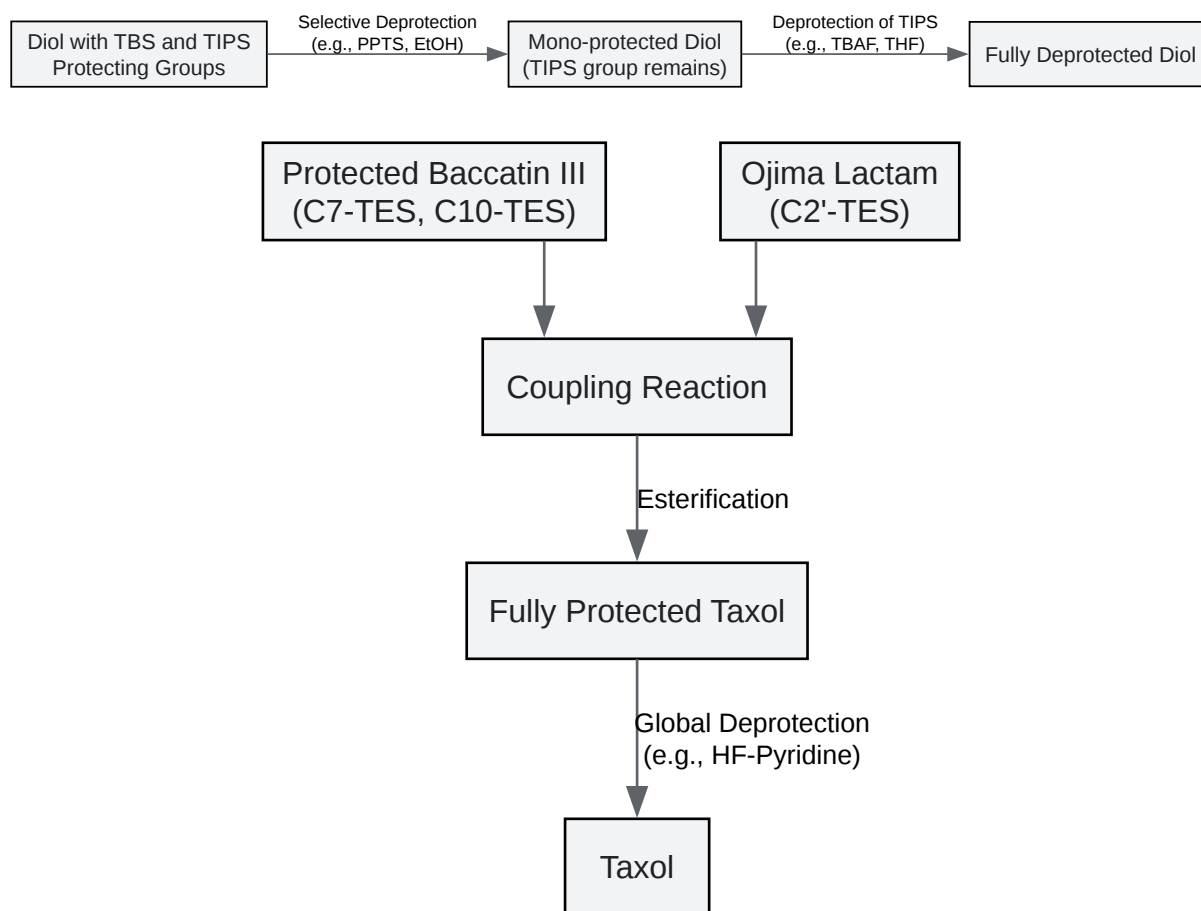 Diol with TBS and TIPS
Protecting Groups
Selective Deprotection
(e.g., PPTS, EtOH)
Mono-protected Diol
(TIPS group remains)
Deprotection of TIPS
(e.g., TBAF, THF)
Fully Deprotected Diol
Protected Baccatin III
(C7-TES, C10-TES)
Ojima Lactam
(C2'-TES)
Coupling Reaction
Esterification
Fully Protected Taxol
Global Deprotection
(e.g., HF-Pyridine)
Taxol